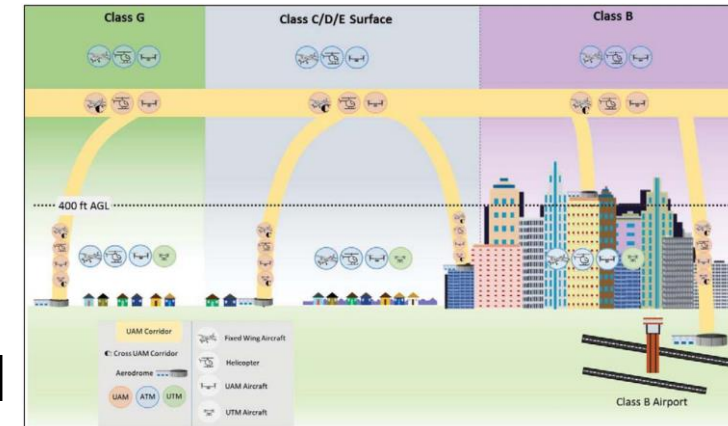 Class G
Class C/D/E Surface
Class B
400 ft AGL
UAM Corridor
Cross UAM Corridor
Aerodrome
UAM
ATM
UTM
Fixed Wing Aircraft
Helicopter
UAM Aircraft
UTM Aircraft
Class B Airport